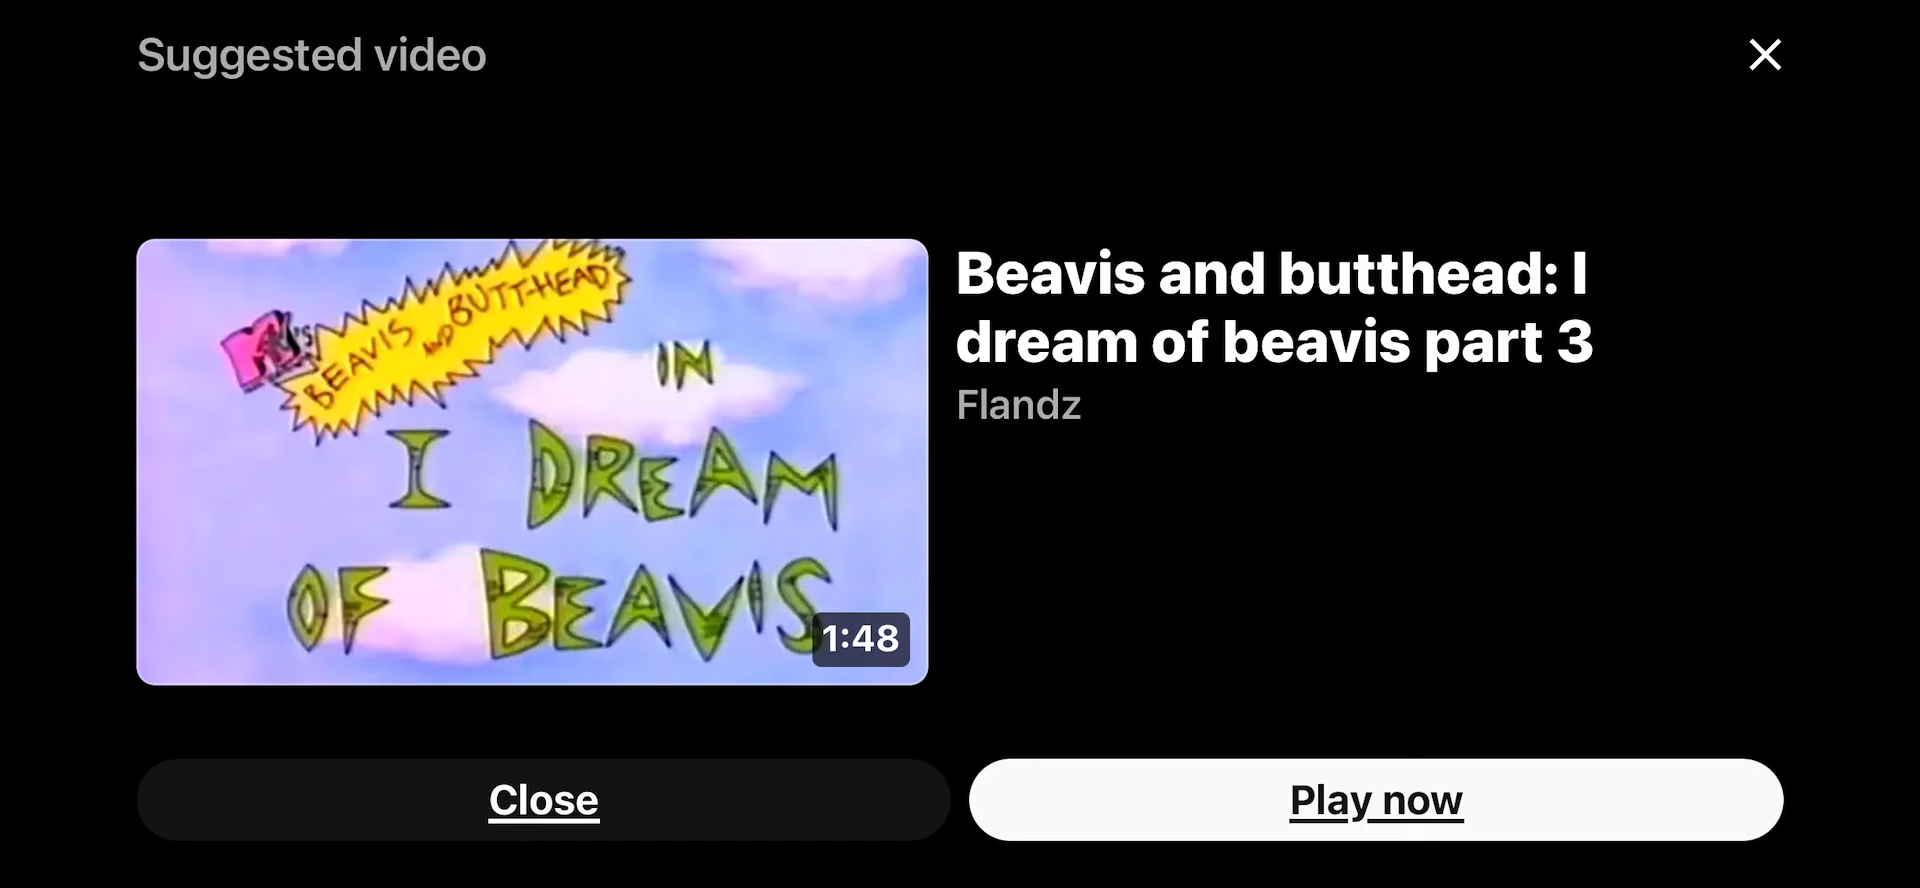 Suggested video
MTV's
BEAVIS AND BUTT-HEAD
IN
I DREAM
OF BEAVIS
1:48
Beavis and butthead: I
dream of beavis part 3
Flandz
Close
Play now